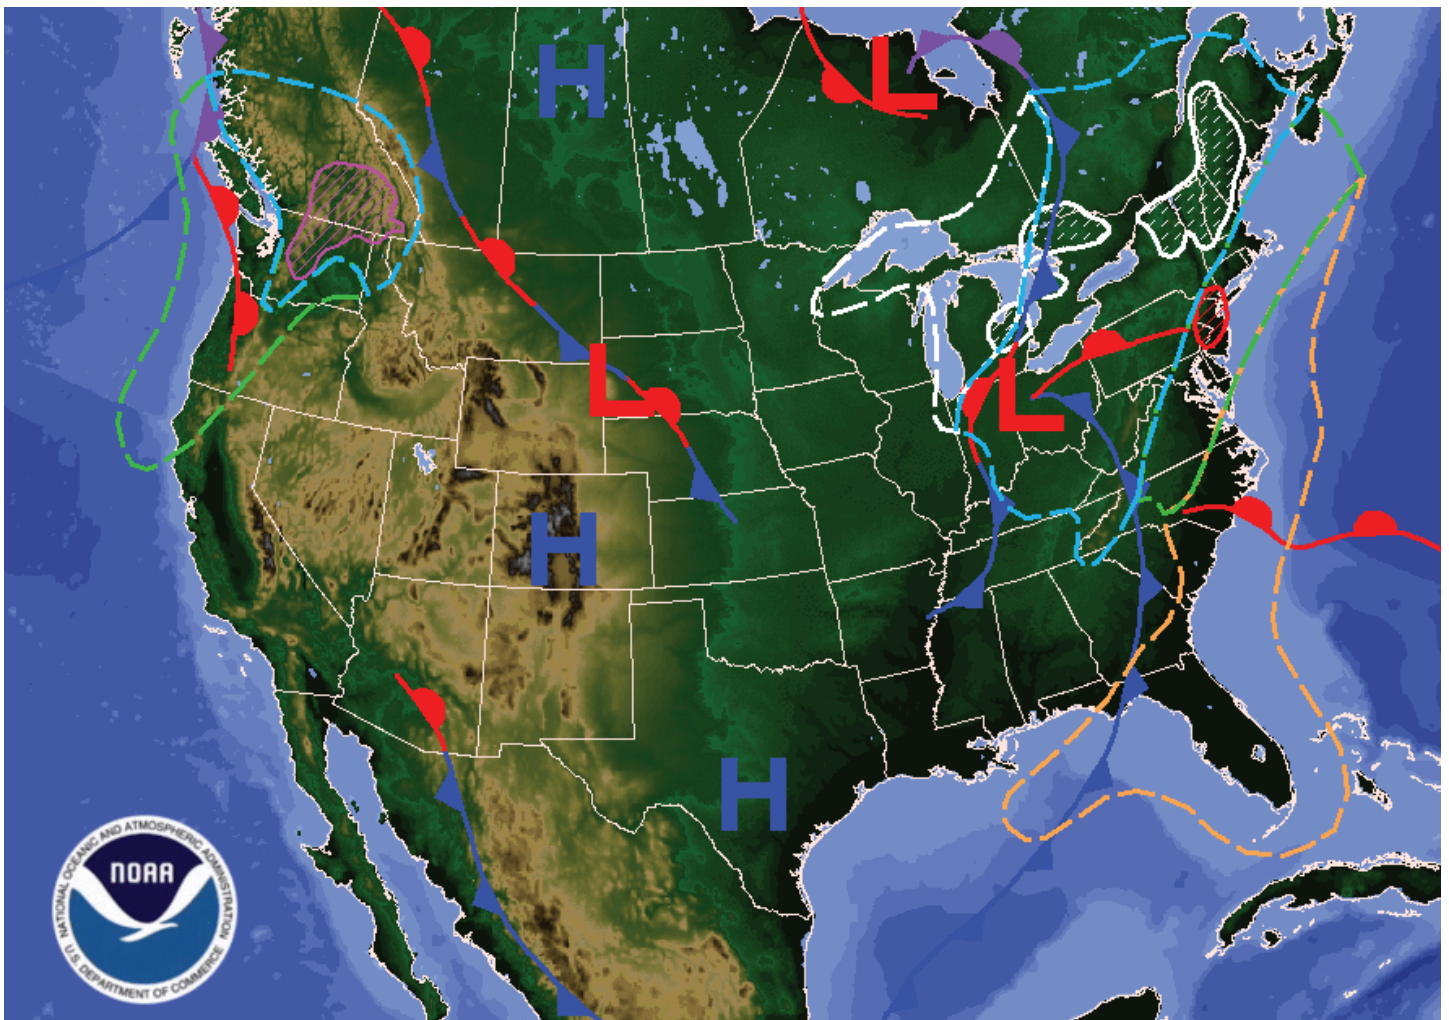 H
L
L
L
H
H
NATIONAL OCEANIC AND ATMOSPHERIC ADMINISTRATION
NOAA
U.S. DEPARTMENT OF COMMERCE